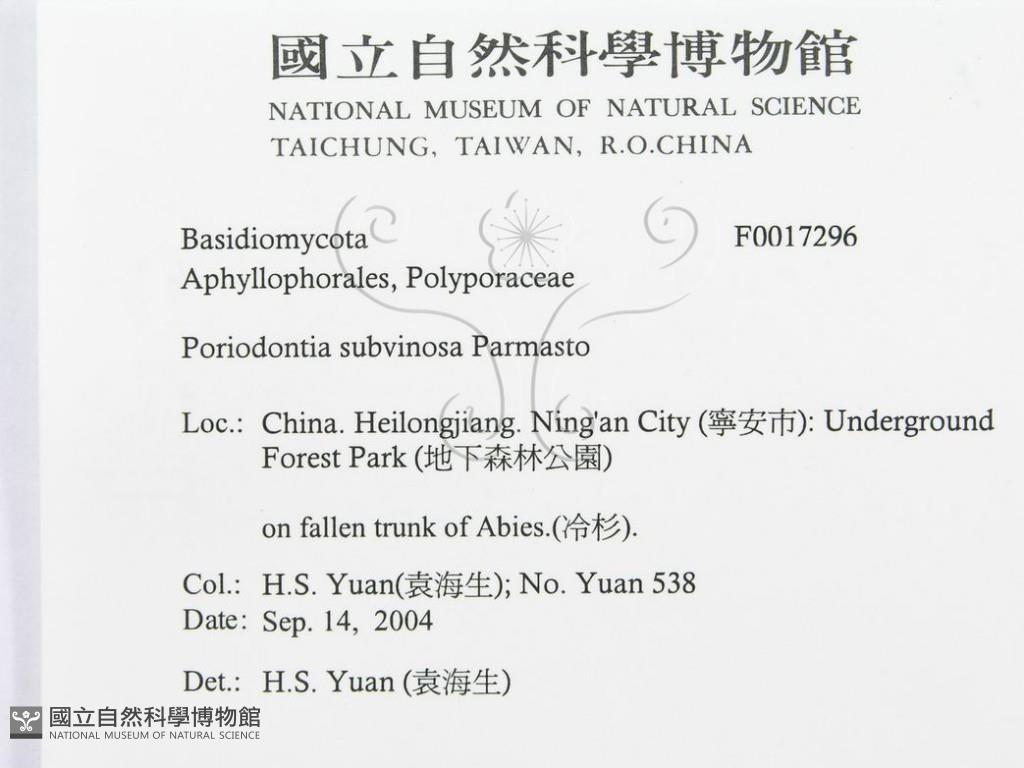 國立自然科學博物館
NATIONAL MUSEUM OF NATURAL SCIENCE
TAICHUNG, TAIWAN, R.O.CHINA
Basidiomycota F0017296
Aphyllophorales, Polyporaceae
Poriodontia subvinosa Parmasto
Loc.: China. Heilongjiang. Ning'an City (寧安市): Underground
Forest Park (地下森林公園)
on fallen trunk of Abies.(冷杉).
Col.: H.S. Yuan(袁海生); No. Yuan 538
Date: Sep. 14, 2004
Det.: H.S. Yuan (袁海生)
國立自然科學博物館
NATIONAL MUSEUM OF NATURAL SCIENCE